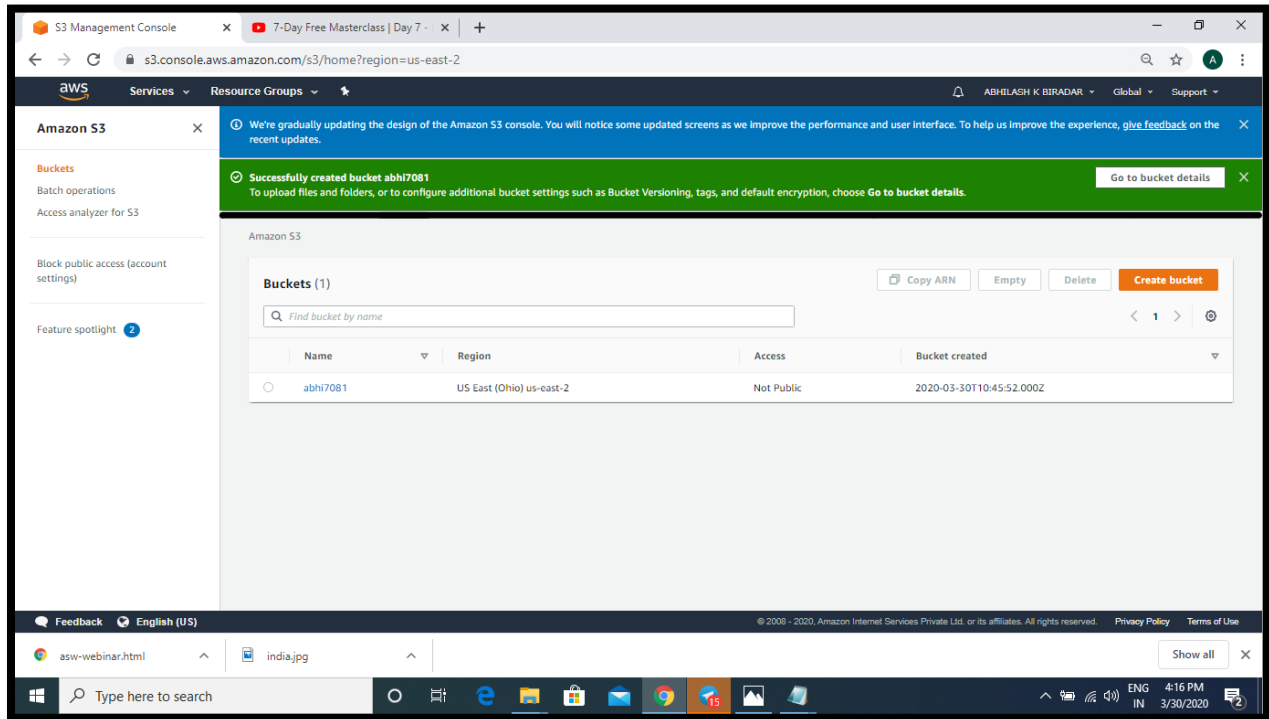 S3 Management Console
7-Day Free Masterclass | Day 7 -
s3.console.aws.amazon.com/s3/home?region=us-east-2
A
aws
Services
Resource Groups
ABHILASH K BIRADAR
Global
Support
Amazon S3
Buckets
Batch operations
Access analyzer for S3
Block public access (account
settings)
Feature spotlight 2
We're gradually updating the design of the Amazon S3 console. You will notice some updated screens as we improve the performance and user interface. To help us improve the experience, give feedback on the
recent updates.
Successfully created bucket abhi7081
To upload files and folders, or to configure additional bucket settings such as Bucket Versioning, tags, and default encryption, choose Go to bucket details.
Go to bucket details
Amazon S3
Buckets (1)
Copy ARN
Empty
Delete
Create bucket
Find bucket by name
1
Name
Region
Access
Bucket created
abhi7081
US East (Ohio) us-east-2
Not Public
2020-03-30T10:45:52.000Z
Feedback
English (US)
© 2008 - 2020, Amazon Internet Services Private Ltd. or its affiliates. All rights reserved.
Privacy Policy
Terms of Use
asw-webinar.html
india.jpg
Show all
Type here to search
15
ENG
IN
4:16 PM
3/30/2020
2